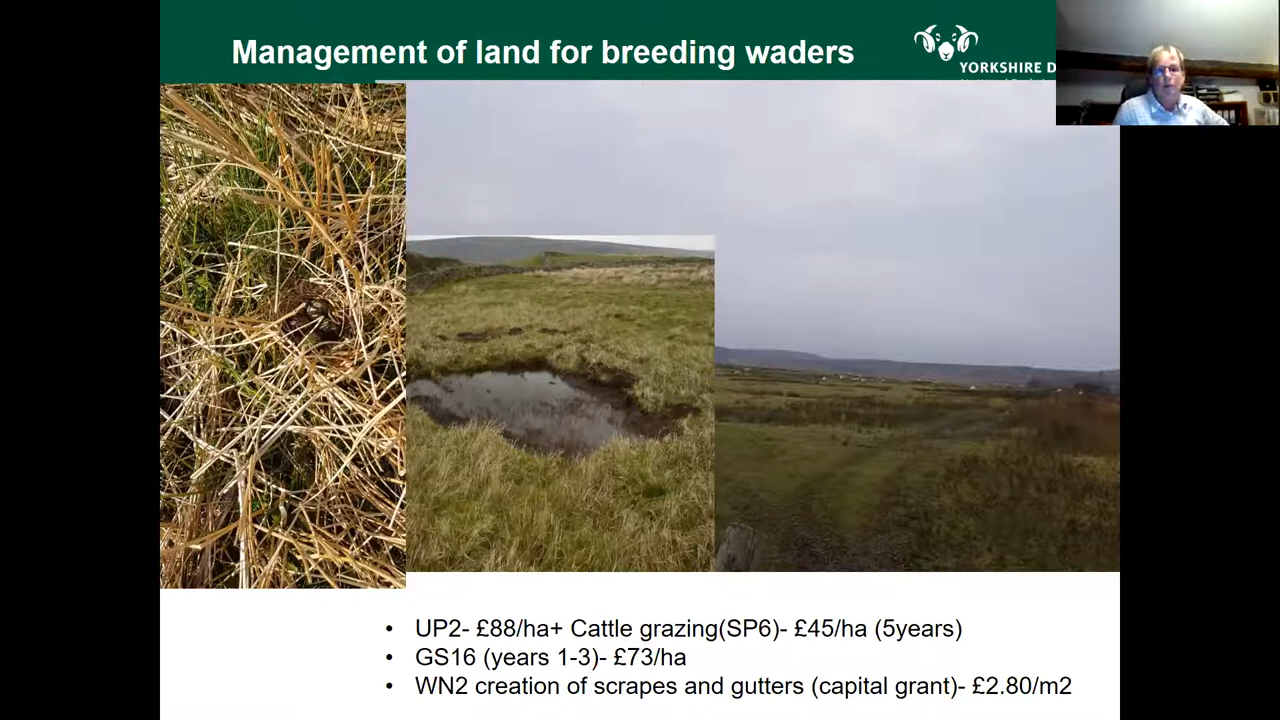 Management of land for breeding waders
YORKSHIRE D
• UP2- £88/ha+ Cattle grazing(SP6)- £45/ha (5years)
• GS16 (years 1-3)- £73/ha
• WN2 creation of scrapes and gutters (capital grant)- £2.80/m2